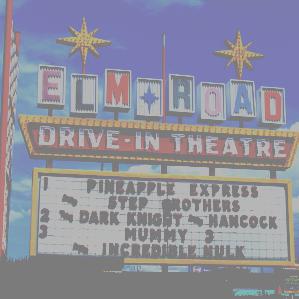 ELM ROAD
DRIVE-IN THEATRE
1 PINEAPPLE EXPRESS
STEP BROTHERS
2 DARK KNIGHT HANCOCK
3 MUMMY 3
INCREDIBLE HULK